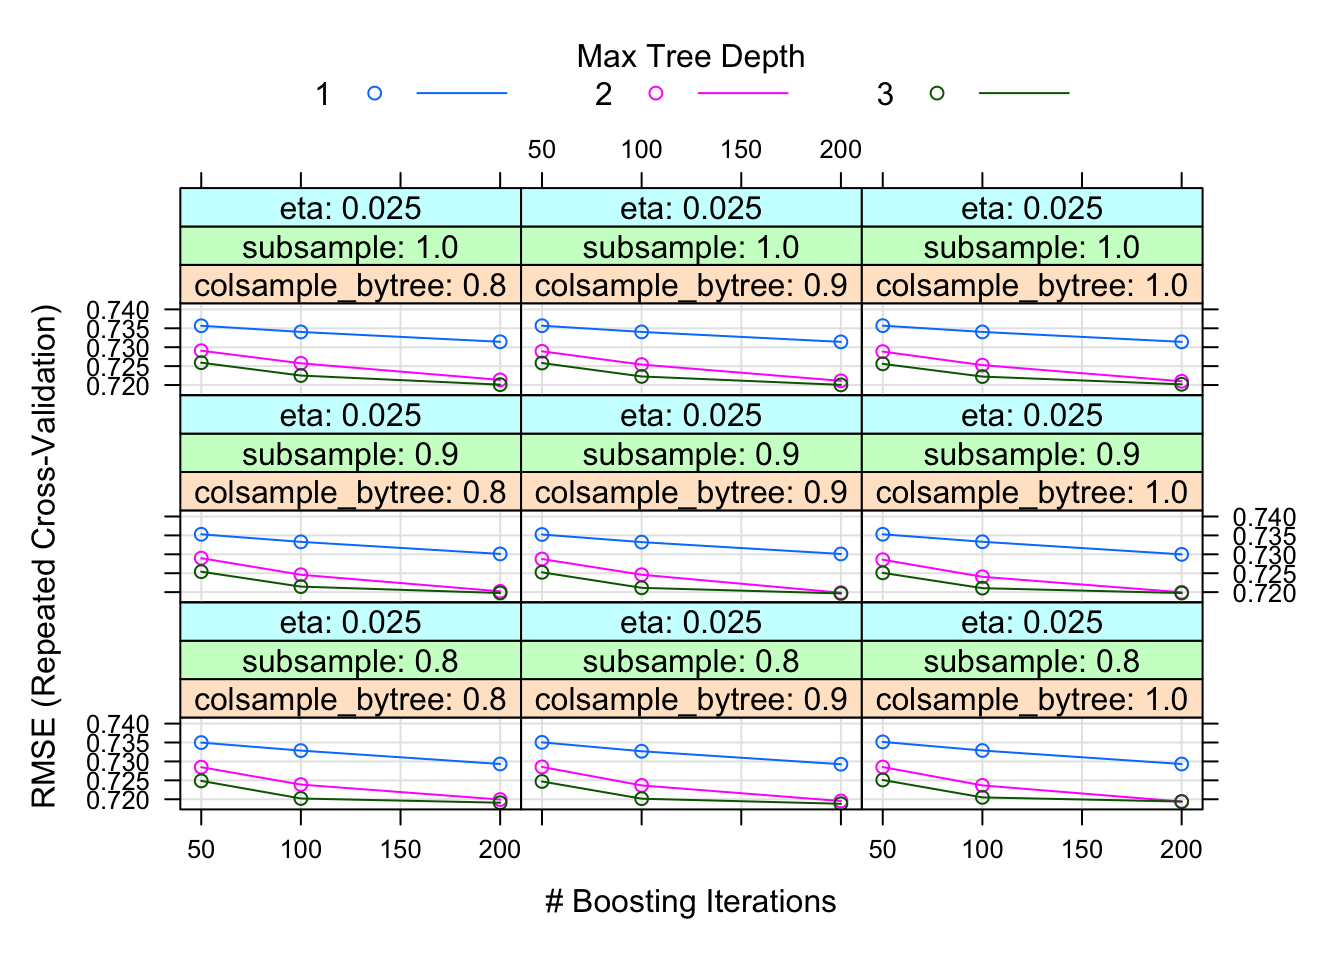 Max Tree Depth
1 2 3
50 100 150 200
eta: 0.025 eta: 0.025 eta: 0.025
subsample: 1.0 subsample: 1.0 subsample: 1.0
colsample_bytree: 0.8 colsample_bytree: 0.9 colsample_bytree: 1.0
0.740
0.735
0.730
0.725
0.720
eta: 0.025 eta: 0.025 eta: 0.025
subsample: 0.9 subsample: 0.9 subsample: 0.9
colsample_bytree: 0.8 colsample_bytree: 0.9 colsample_bytree: 1.0
0.740
0.735
0.730
0.725
0.720
eta: 0.025 eta: 0.025 eta: 0.025
subsample: 0.8 subsample: 0.8 subsample: 0.8
colsample_bytree: 0.8 colsample_bytree: 0.9 colsample_bytree: 1.0
0.740
0.735
0.730
0.725
0.720
50 100 150 200 50 100 150 200
# Boosting Iterations
RMSE (Repeated Cross-Validation)